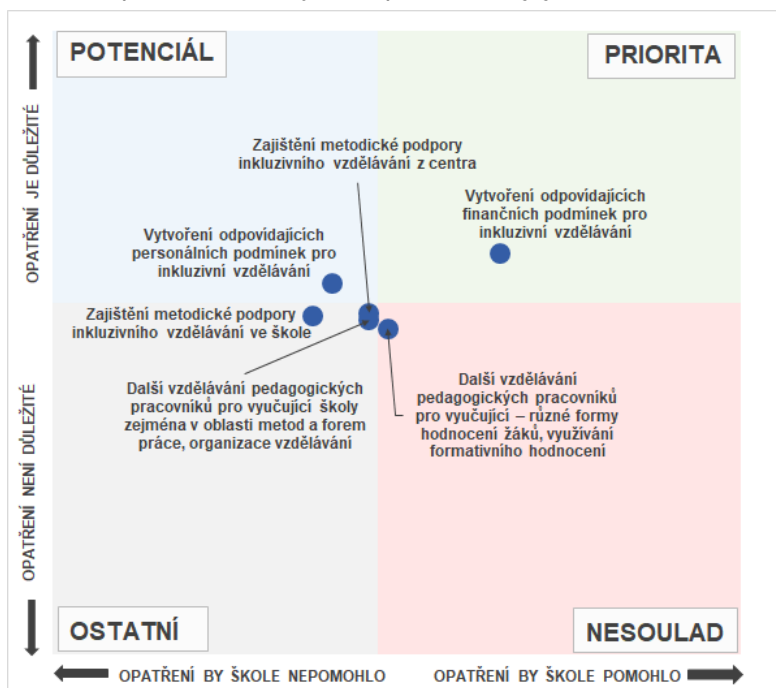 POTENCIÁL
PRIORITA
Zajištění metodické podpory
inkluzivního vzdělávání z centra
Vytvoření odpovídajících
finančních podmínek pro
inkluzivní vzdělávání
Vytvoření odpovídajících
personálních podmínek pro
inkluzivní vzdělávání
Zajištění metodické podpory
inkluzivního vzdělávání ve škole
Další vzdělávání pedagogických
pracovníků pro vyučující školy
zejména v oblasti metod a forem
práce, organizace vzdělávání
Další vzdělávání
pedagogických pracovníků
pro vyučující – různé formy
hodnocení žáků, využívání
formativního hodnocení
OSTATNÍ
NESOULAD
OPATŘENÍ JE DŮLEŽITÉ
OPATŘENÍ NENÍ DŮLEŽITÉ
OPATŘENÍ BY ŠKOLE NEPOMOHLO
OPATŘENÍ BY ŠKOLE POMOHLO